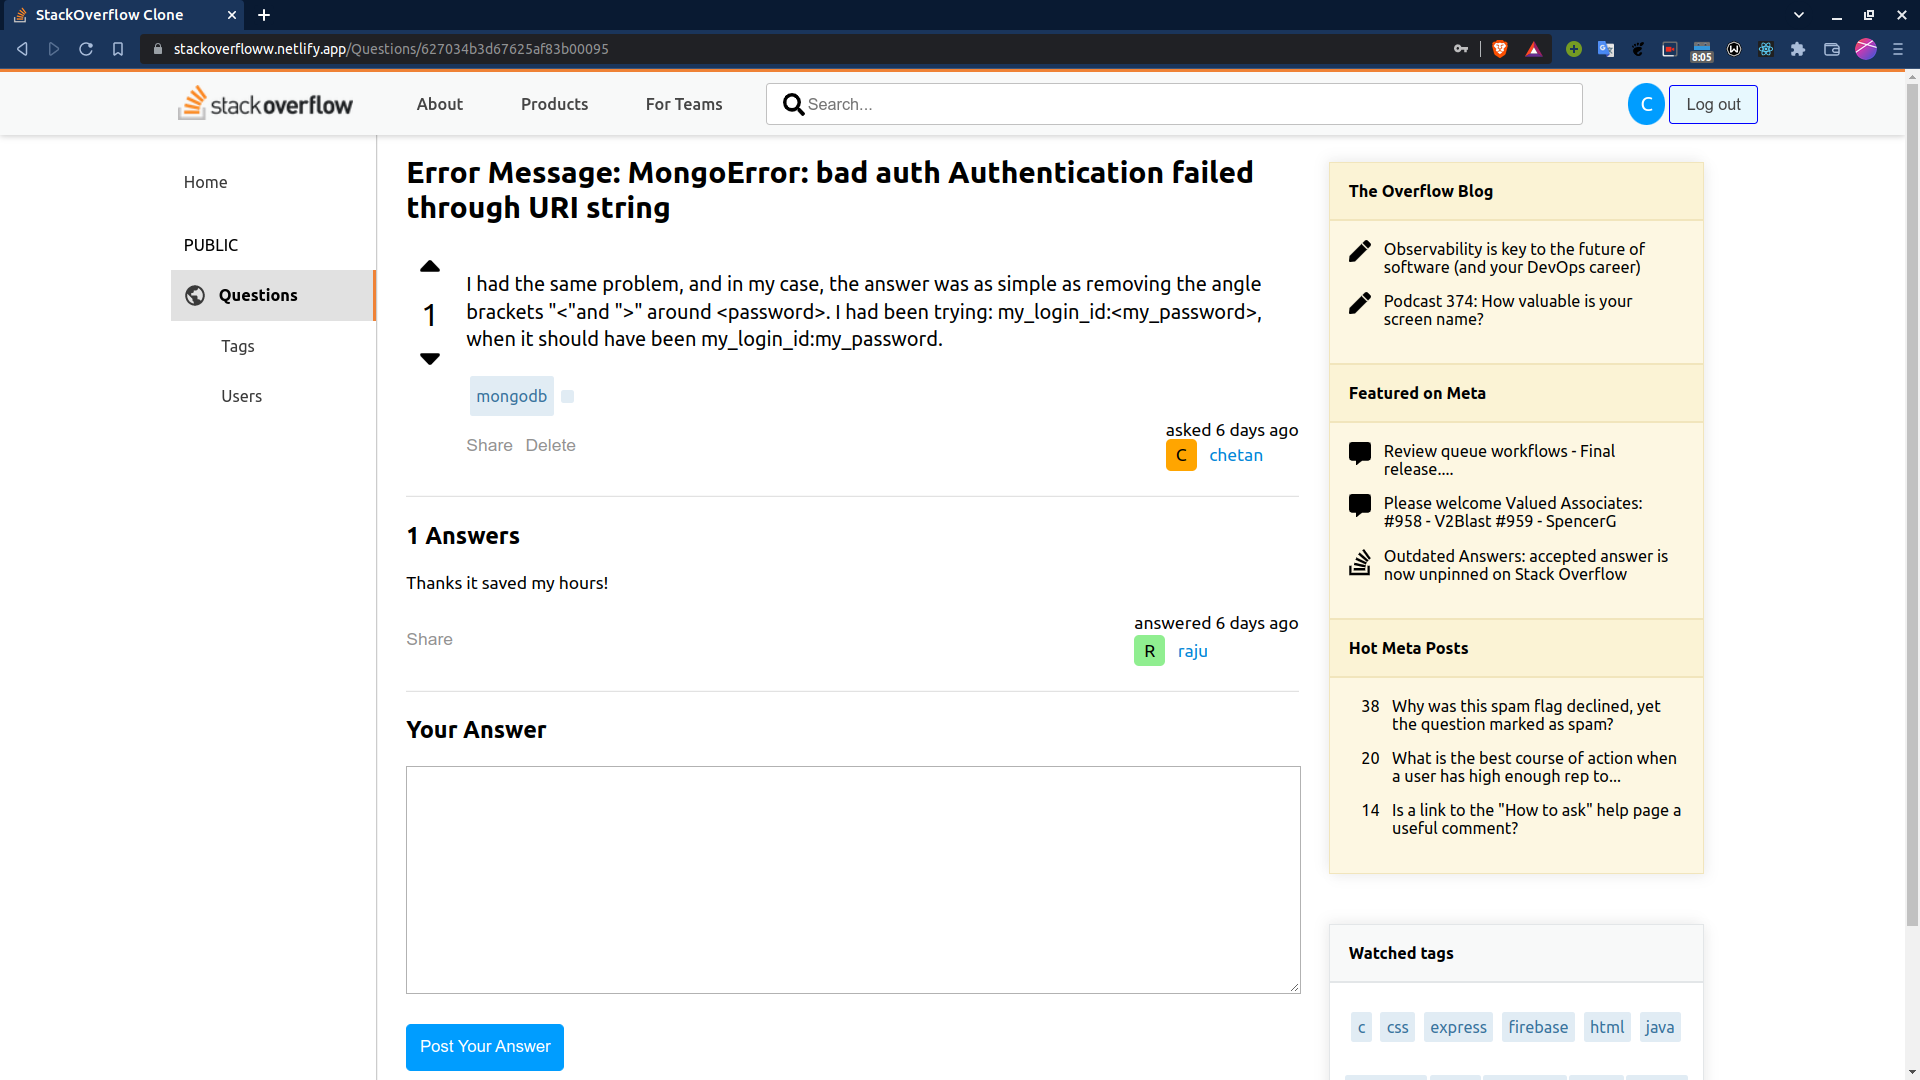 StackOverflow Clone
stackoverfloww.netlify.app/Questions/627034b3d67625af83b00095
8:05
stackoverflow
About
Products
For Teams
Search...
C
Log out
Home
PUBLIC
Questions
Tags
Users
Error Message: MongoError: bad auth Authentication failed
through URI string
1
I had the same problem, and in my case, the answer was as simple as removing the angle
brackets "<"and ">" around <password>. I had been trying: my_login_id:<my_password>,
when it should have been my_login_id:my_password.
mongodb
Share Delete
asked 6 days ago
C chetan
1 Answers
Thanks it saved my hours!
Share
answered 6 days ago
R raju
Your Answer
Post Your Answer
The Overflow Blog
Observability is key to the future of
software (and your DevOps career)
Podcast 374: How valuable is your
screen name?
Featured on Meta
Review queue workflows - Final
release....
Please welcome Valued Associates:
#958 - V2Blast #959 - SpencerG
Outdated Answers: accepted answer is
now unpinned on Stack Overflow
Hot Meta Posts
38 Why was this spam flag declined, yet
the question marked as spam?
20 What is the best course of action when
a user has high enough rep to...
14 Is a link to the "How to ask" help page a
useful comment?
Watched tags
c css express firebase html java